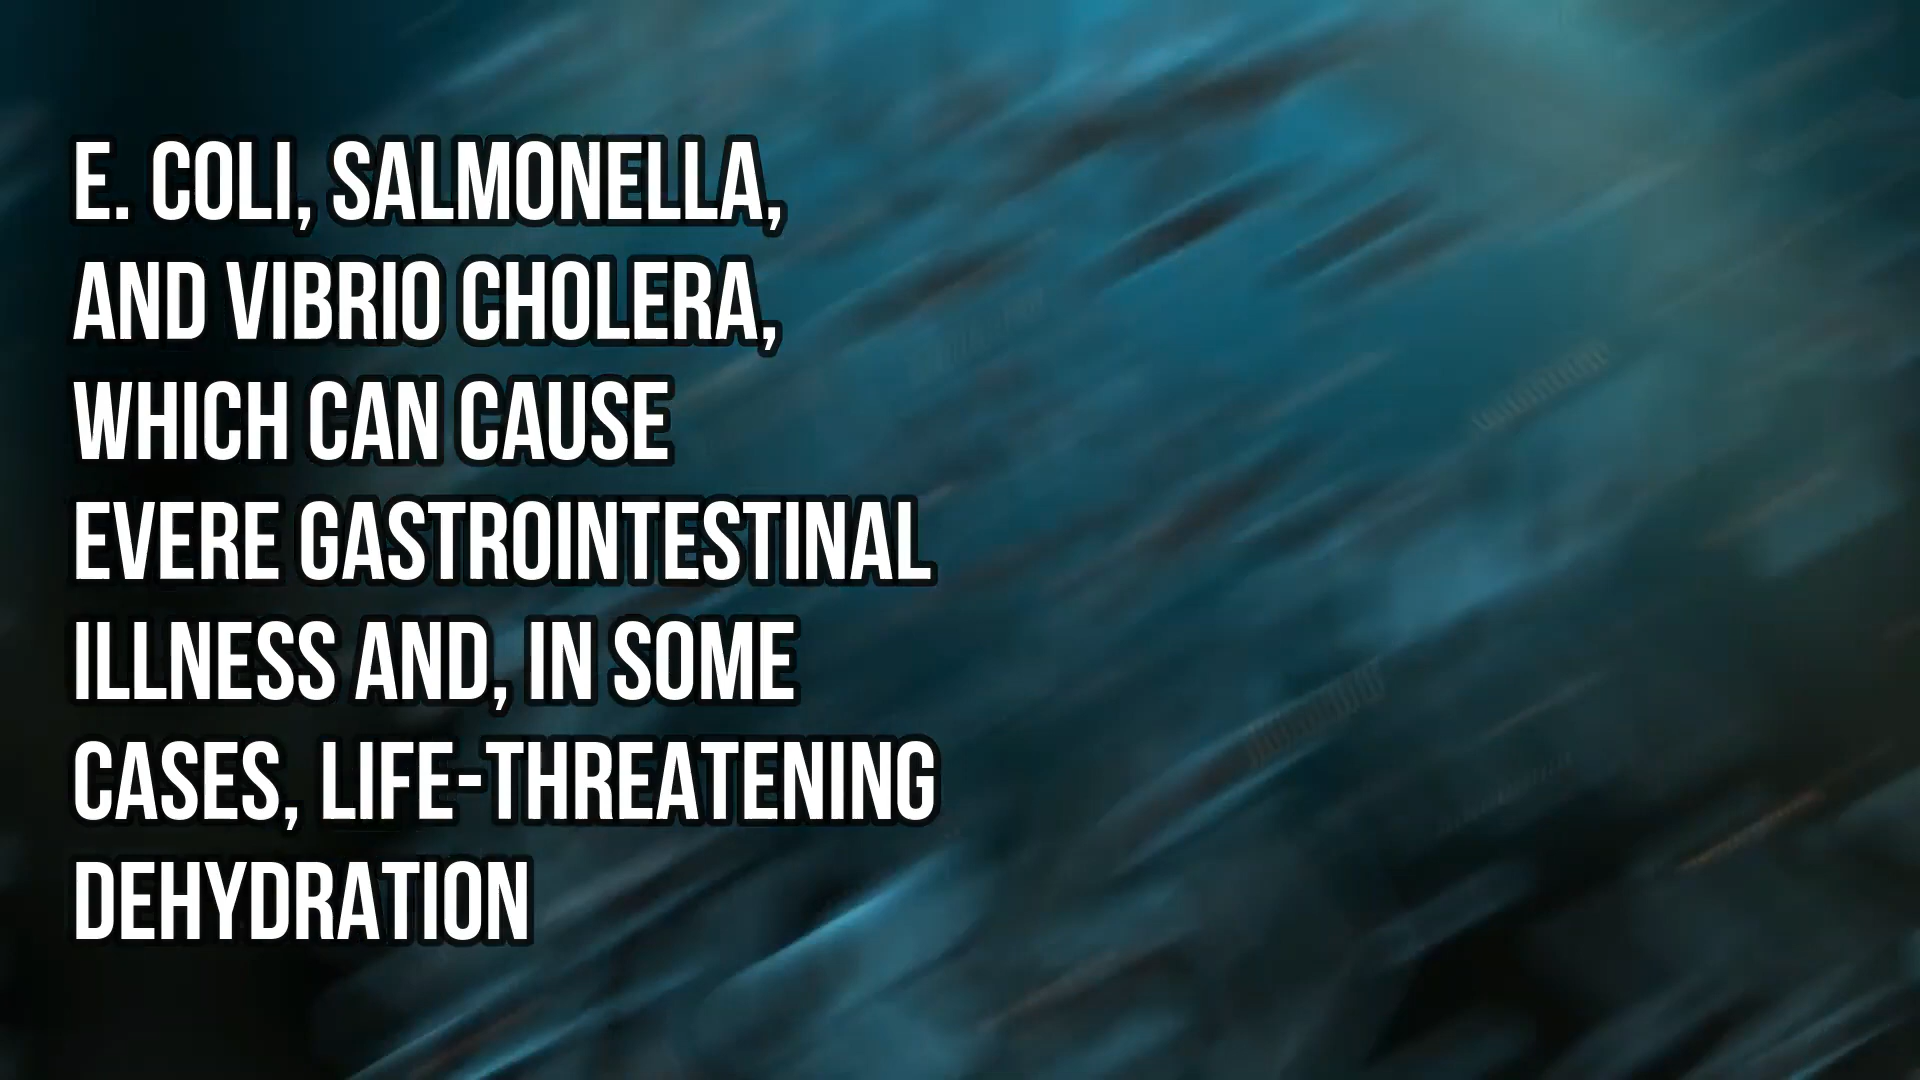 E. COLI, SALMONELLA,
AND VIBRIO CHOLERA,
WHICH CAN CAUSE
EVERE GASTROINTESTINAL
ILLNESS AND, IN SOME
CASES, LIFE-THREATENING
DEHYDRATION